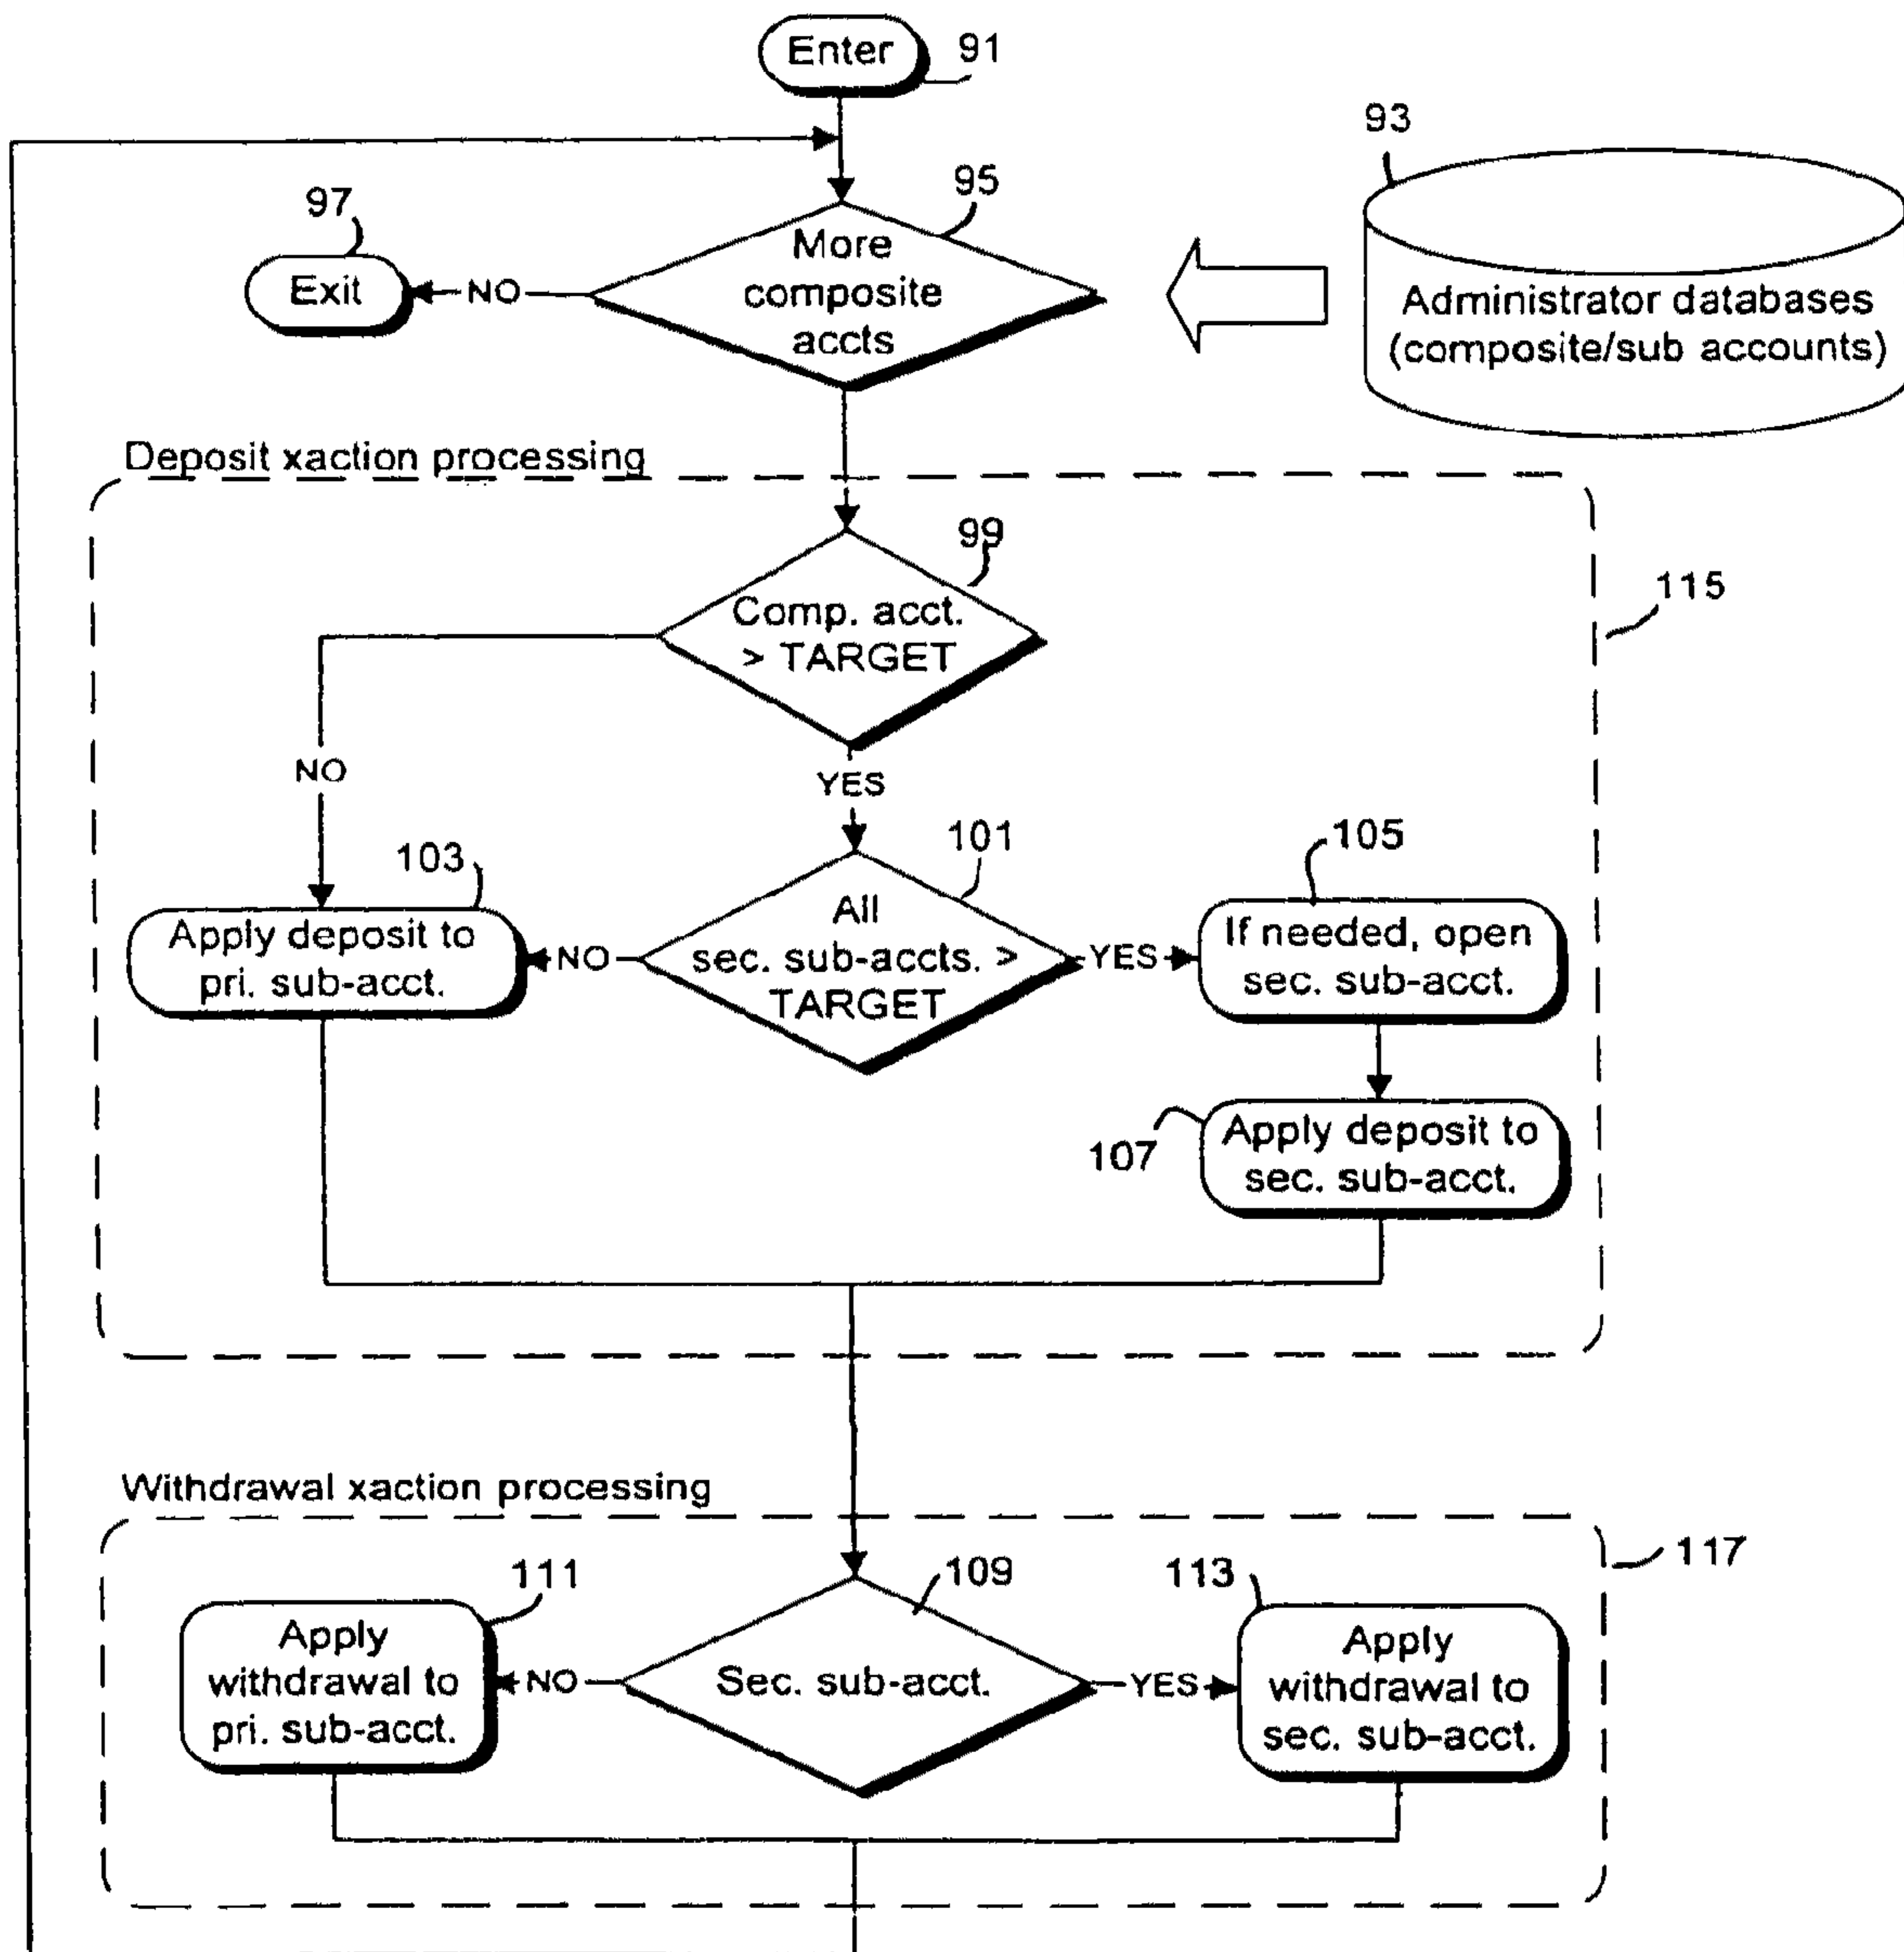 Enter
91
93
95
97
More
composite
accts
Exit
NO
Administrator databases
(composite/sub accounts)
Deposit xaction processing
99
115
Comp. acct.
> TARGET
NO
YES
101
103
105
All
sec. sub-accts. >
TARGET
Apply deposit to
pri. sub-acct.
NO
YES
If needed, open
sec. sub-acct.
107
Apply deposit to
sec. sub-acct.
Withdrawal xaction processing
109
111
113
117
Apply
withdrawal to
pri. sub-acct.
NO
Sec. sub-acct.
YES
Apply
withdrawal to
sec. sub-acct.